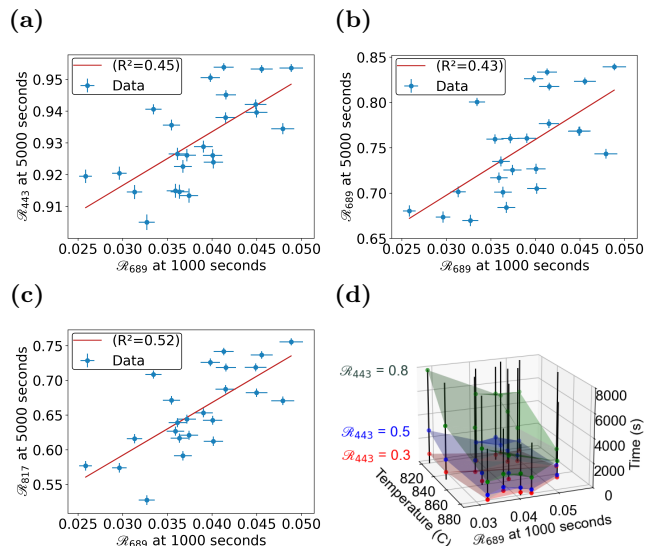 (a)
(R²=0.45)
Data
0.95
0.94
0.93
0.92
0.91
ℛ443 at 5000 seconds
0.025 0.030 0.035 0.040 0.045 0.050
ℛ689 at 1000 seconds
(b)
(R²=0.43)
Data
0.85
0.80
0.75
0.70
0.65
ℛ689 at 5000 seconds
0.025 0.030 0.035 0.040 0.045 0.050
ℛ689 at 1000 seconds
(c)
(R²=0.52)
Data
0.75
0.70
0.65
0.60
0.55
ℛ817 at 5000 seconds
0.025 0.030 0.035 0.040 0.045 0.050
ℛ689 at 1000 seconds
(d)
ℛ443 = 0.8
ℛ443 = 0.5
ℛ443 = 0.3
8000
6000
4000
2000
0
Time (s)
820
840
860
880
Temperature (C)
0.03 0.04 0.05
ℛ689 at 1000 seconds